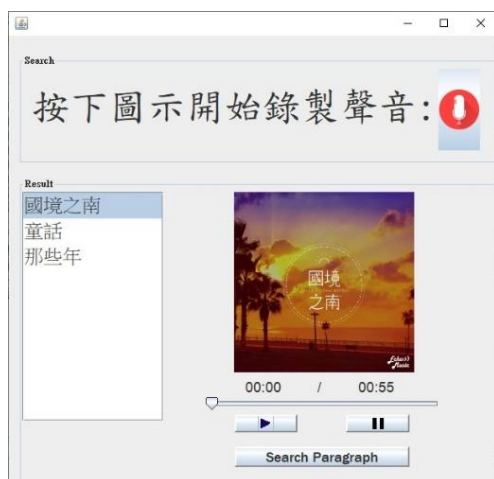 Search
按下圖示開始錄製聲音:
Result
國境之南
童話
那些年
國境
之南
00:00 / 00:55
Search Paragraph